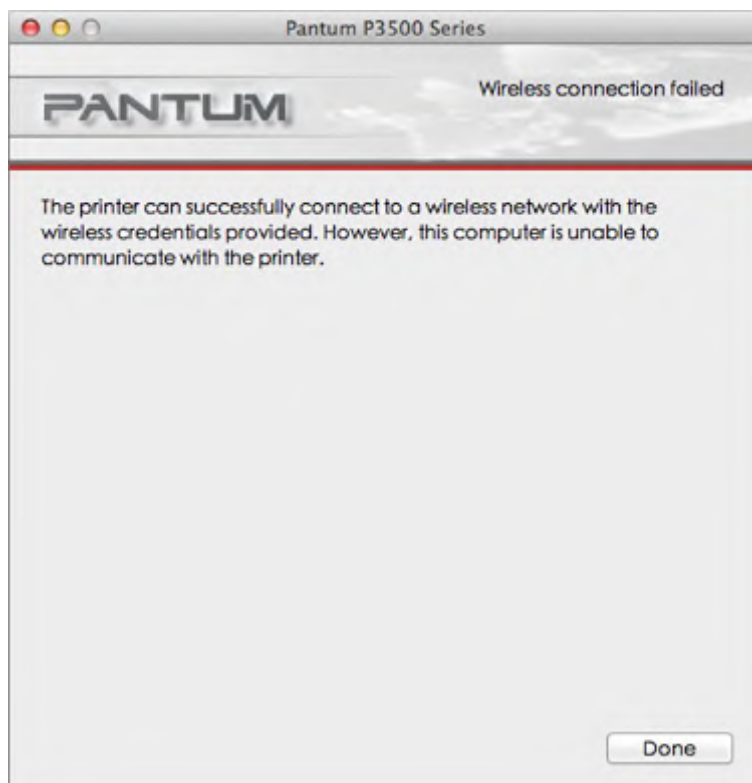 Pantum P3500 Series
PANTUM
Wireless connection failed
The printer can successfully connect to a wireless network with the
wireless credentials provided. However, this computer is unable to
communicate with the printer.
Done